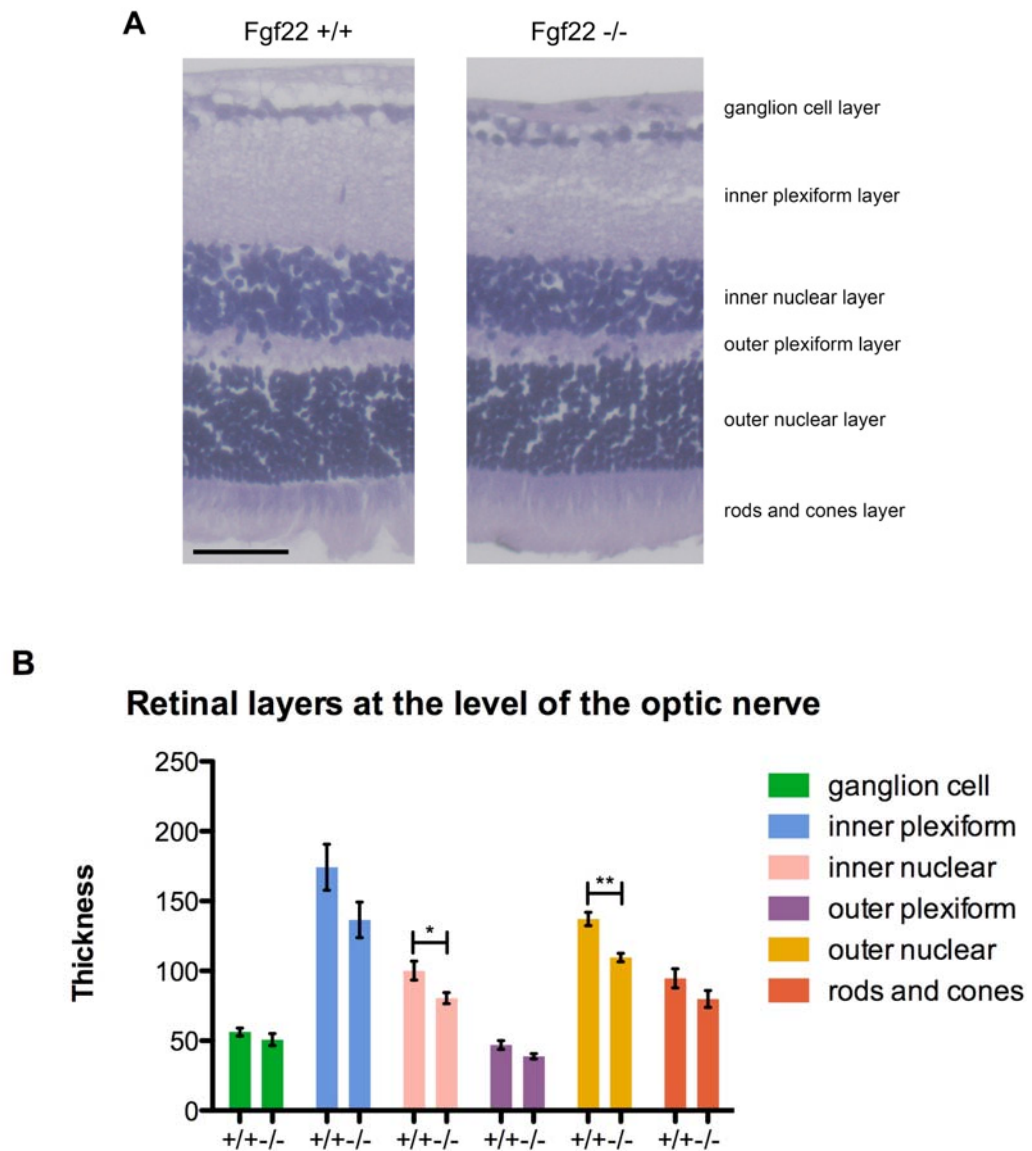 A
Fgf22 +/+
Fgf22 -/-
ganglion cell layer
inner plexiform layer
inner nuclear layer
outer plexiform layer
outer nuclear layer
rods and cones layer
B
Retinal layers at the level of the optic nerve
Thickness
250
200
150
100
50
0
*
**
+/+ -/- +/+ -/- +/+ -/- +/+ -/- +/+ -/- +/+ -/-
ganglion cell
inner plexiform
inner nuclear
outer plexiform
outer nuclear
rods and cones